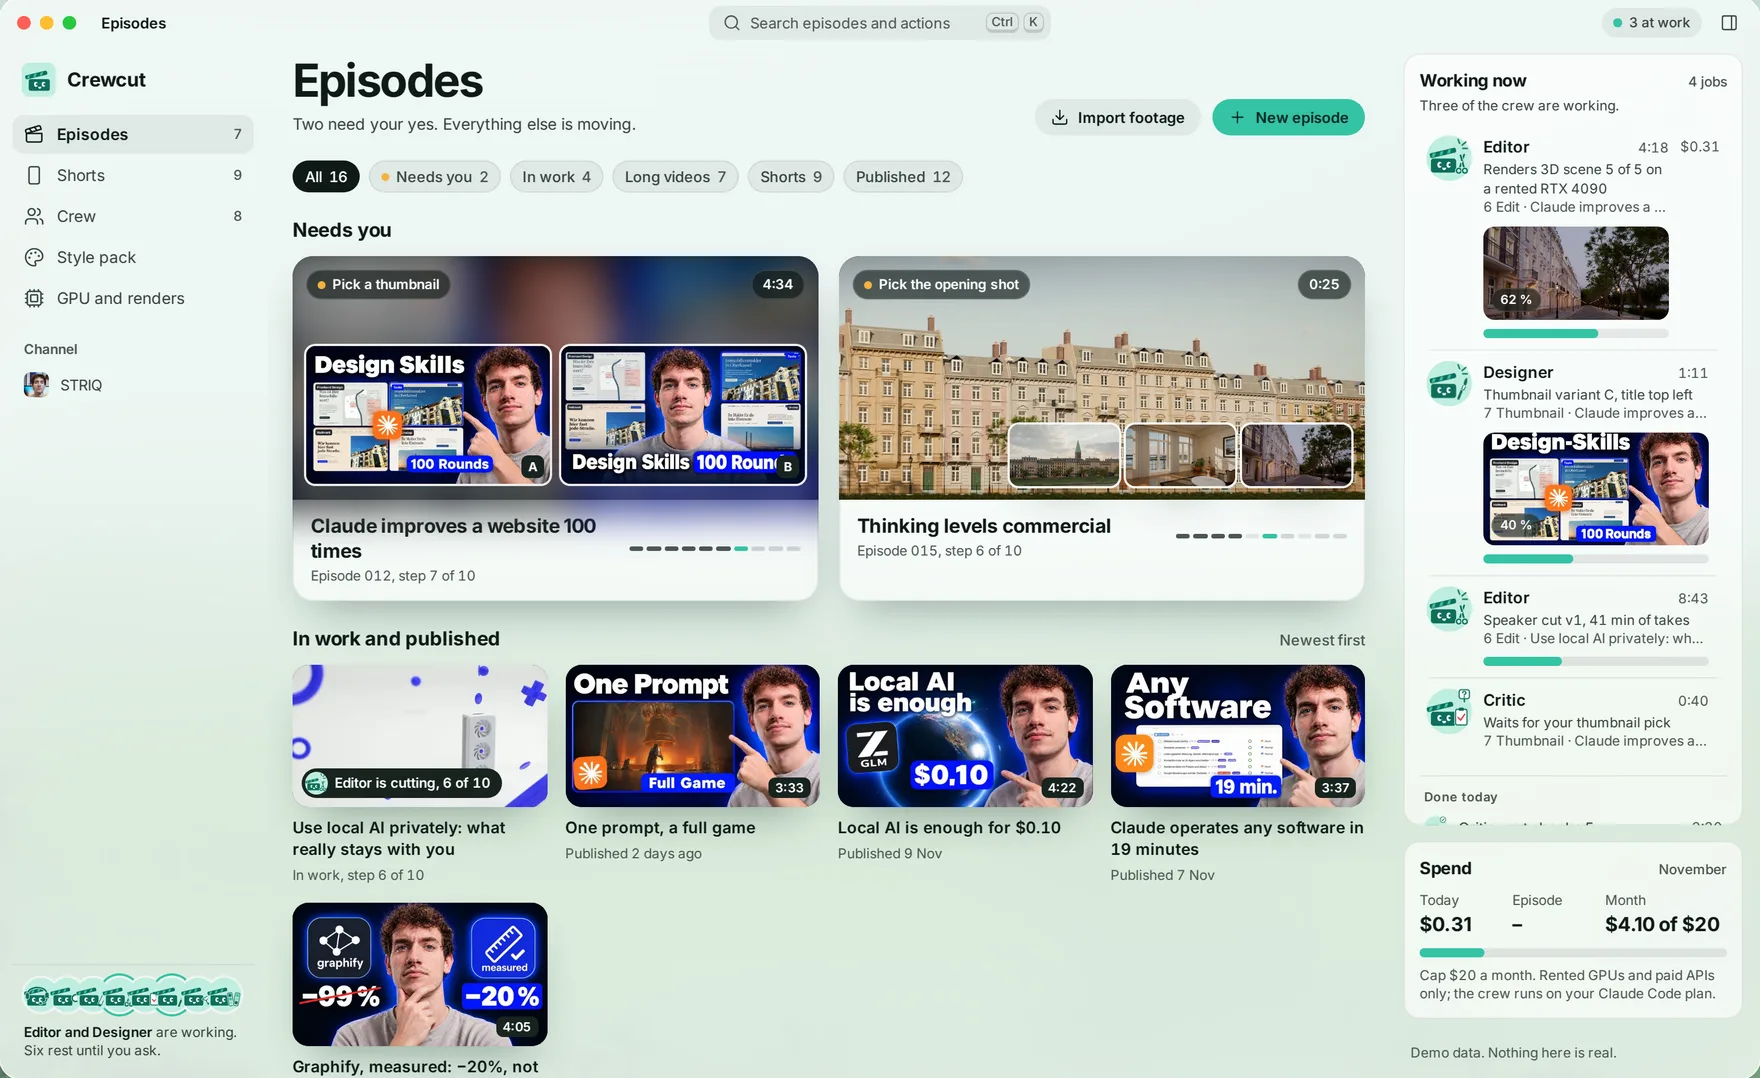 Episodes
Search episodes and actions
Ctrl
K
3 at work
Crewcut
Episodes 7
Shorts 9
Crew 8
Style pack
GPU and renders
Channel
STRIQ
Editor and Designer are working.
Six rest until you ask.
Episodes
Two need your yes. Everything else is moving.
Import footage
New episode
All 16
Needs you 2
In work 4
Long videos 7
Shorts 9
Published 12
Needs you
Pick a thumbnail
4:34
Design Skills
100 Rounds
A
Design Skills 100 Roun
B
Claude improves a website 100
times
Episode 012, step 7 of 10
Pick the opening shot
0:25
Thinking levels commercial
Episode 015, step 6 of 10
In work and published
Newest first
Editor is cutting, 6 of 10
Use local AI privately: what
really stays with you
In work, step 6 of 10
One Prompt
Full Game
3:33
One prompt, a full game
Published 2 days ago
Local AI
is enough
GLM
$0,10
4:22
Local AI is enough for $0.10
Published 9 Nov
Any
Software
19 min.
3:37
Claude operates any software in
19 minutes
Published 7 Nov
graphify
measured
−99 %
−20 %
4:05
Graphify, measured: −20%, not
Working now
4 jobs
Three of the crew are working.
Editor
4:18 $0.31
Renders 3D scene 5 of 5 on
a rented RTX 4090
6 Edit · Claude improves a ...
62 %
Designer
1:11
Thumbnail variant C, title top left
7 Thumbnail · Claude improves a...
Design-Skills
40 %
100 Rounds
Editor
8:43
Speaker cut v1, 41 min of takes
6 Edit · Use local AI privately: wh...
Critic
0:40
Waits for your thumbnail pick
7 Thumbnail · Claude improves a...
Done today
Spend
November
Today
Episode
Month
$0.31
–
$4.10 of $20
Cap $20 a month. Rented GPUs and paid APIs
only; the crew runs on your Claude Code plan.
Demo data. Nothing here is real.